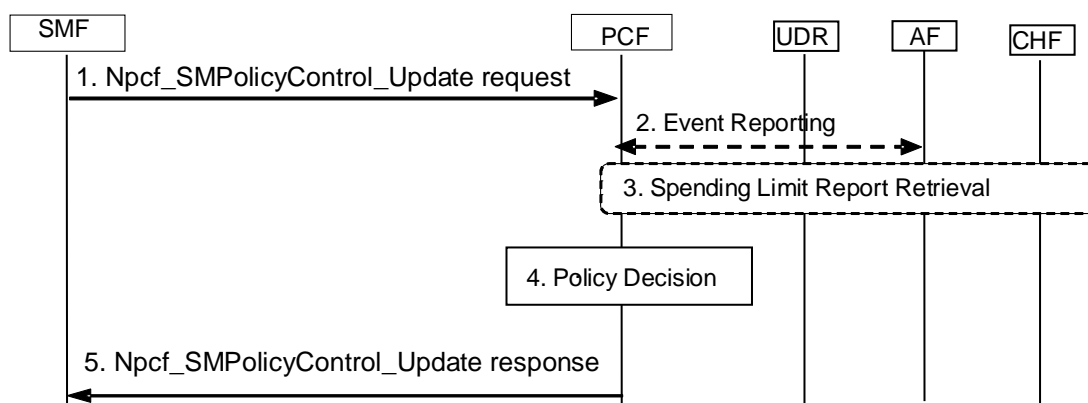 SMF
PCF
UDR
AF
CHF
1. Npcf_SMPolicyControl_Update request
2. Event Reporting
3. Spending Limit Report Retrieval
4. Policy Decision
5. Npcf_SMPolicyControl_Update response